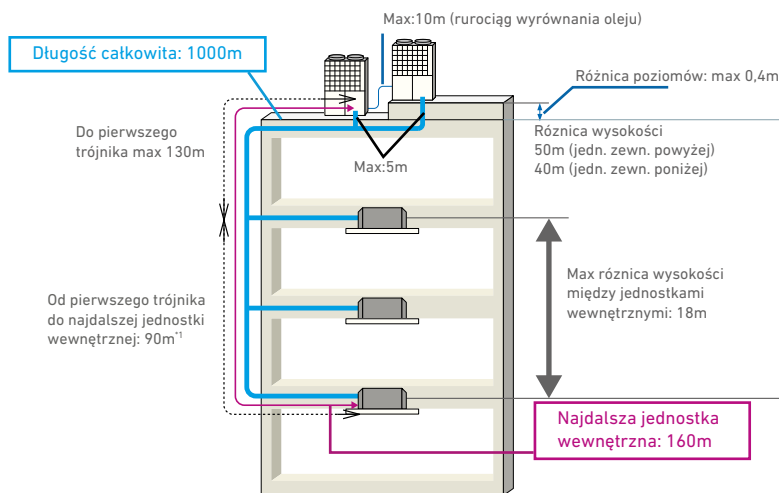 Max:10m (rurociąg wyrównania oleju)
Długość całkowita: 1000m
Różnica poziomów: max 0,4m
Do pierwszego
trójnika max 130m
Max:5m
Różnica wysokości
50m (jedn. zewn. powyżej)
40m (jedn. zewn. poniżej)
Od pierwszego trójnika
do najdalszej jednostki
wewnętrznej: 90m*1
Max różnica wysokości
między jednostkami
wewnętrznymi: 18m
Najdalsza jednostka
wewnętrzna: 160m